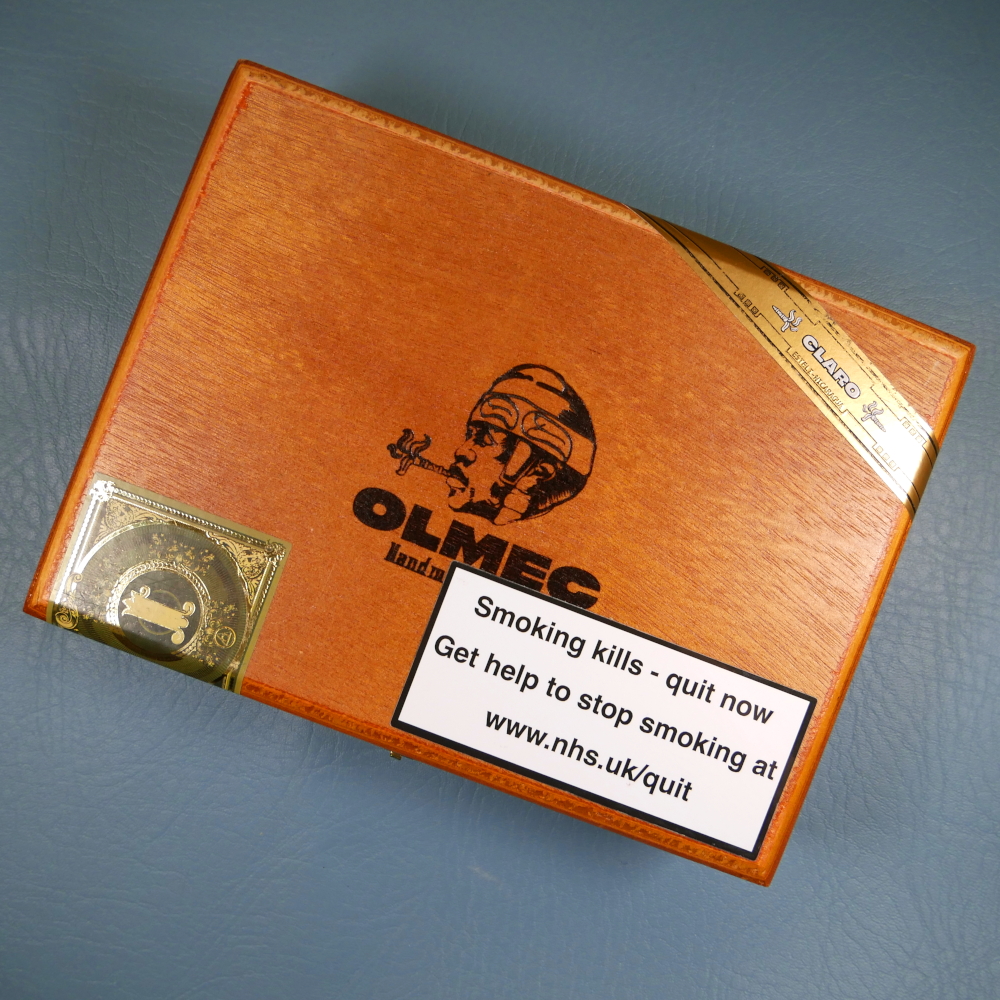 CLARO
OLMEC
Smoking kills - quit now
Get help to stop smoking at
www.nhs.uk/quit